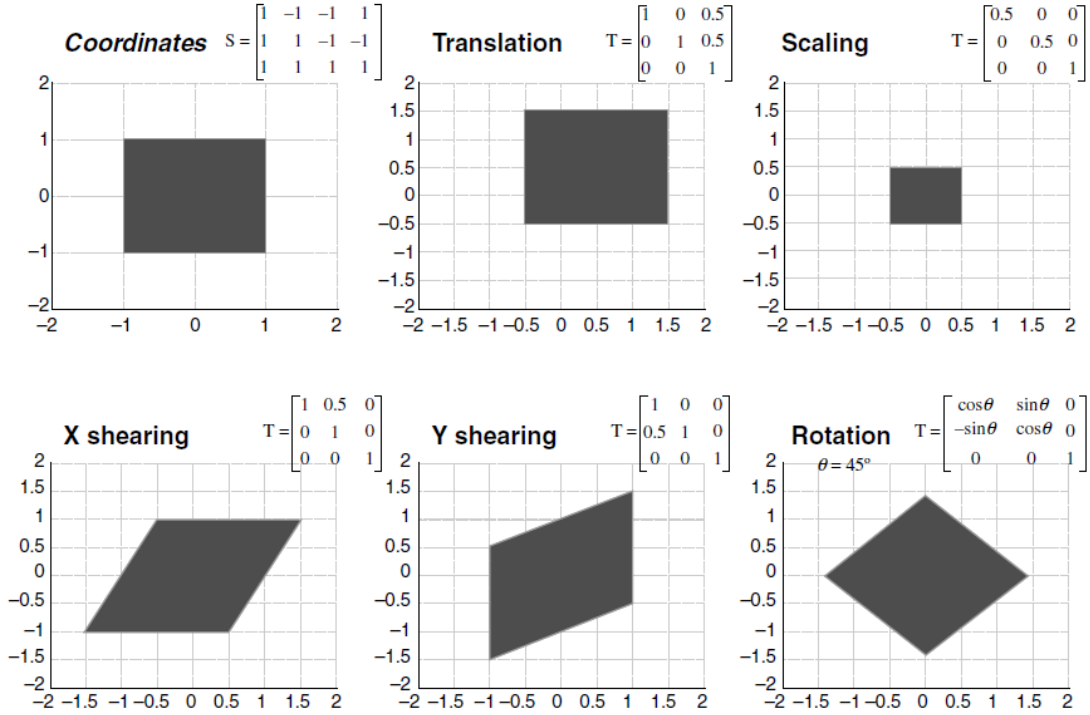 Coordinates S = [1 –1 –1 1
1 1 –1 –1
1 1 1 1]
2
1
0
–1
–2
–2 –1 0 1 2
Translation T = [1 0 0.5
0 1 0.5
0 0 1]
2
1.5
1
0.5
0
–0.5
–1
–1.5
–2
–2 –1.5 –1 –0.5 0 0.5 1 1.5 2
Scaling T = [0.5 0 0
0 0.5 0
0 0 1]
2
1.5
1
0.5
0
–0.5
–1
–1.5
–2
–2 –1.5 –1 –0.5 0 0.5 1 1.5 2
X shearing T = [1 0.5 0
0 1 0
0 0 1]
2
1.5
1
0.5
0
–0.5
–1
–1.5
–2
–2 –1.5 –1 –0.5 0 0.5 1 1.5 2
Y shearing T = [1 0 0
0.5 1 0
0 0 1]
2
1.5
1
0.5
0
–0.5
–1
–1.5
–2
–2 –1.5 –1 –0.5 0 0.5 1 1.5 2
Rotation T = [cosθ sinθ 0
–sinθ cosθ 0
0 0 1]
θ = 45°
2
1.5
1
0.5
0
–0.5
–1
–1.5
–2
–2 –1.5 –1 –0.5 0 0.5 1 1.5 2